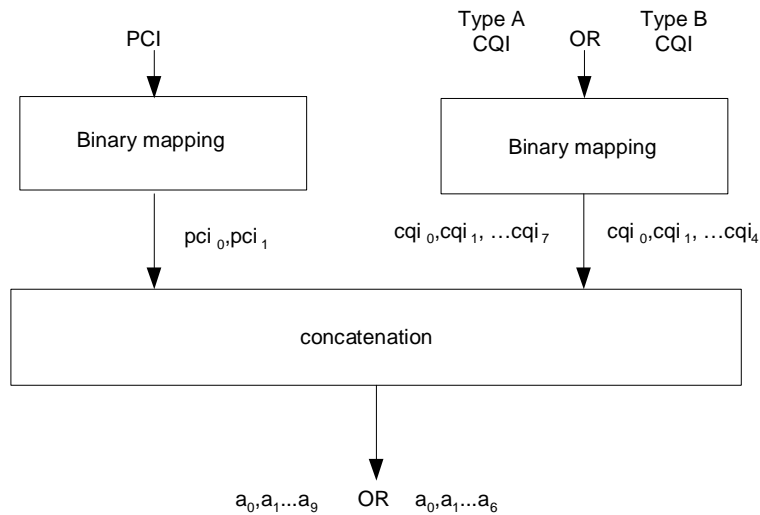 PCI
Type A CQI OR Type B CQI
Binary mapping
Binary mapping
pci 0,pci 1
cqi 0,cqi 1, …cqi 7
cqi 0,cqi 1, …cqi4
concatenation
a0,a1...a9 OR a0,a1...a6